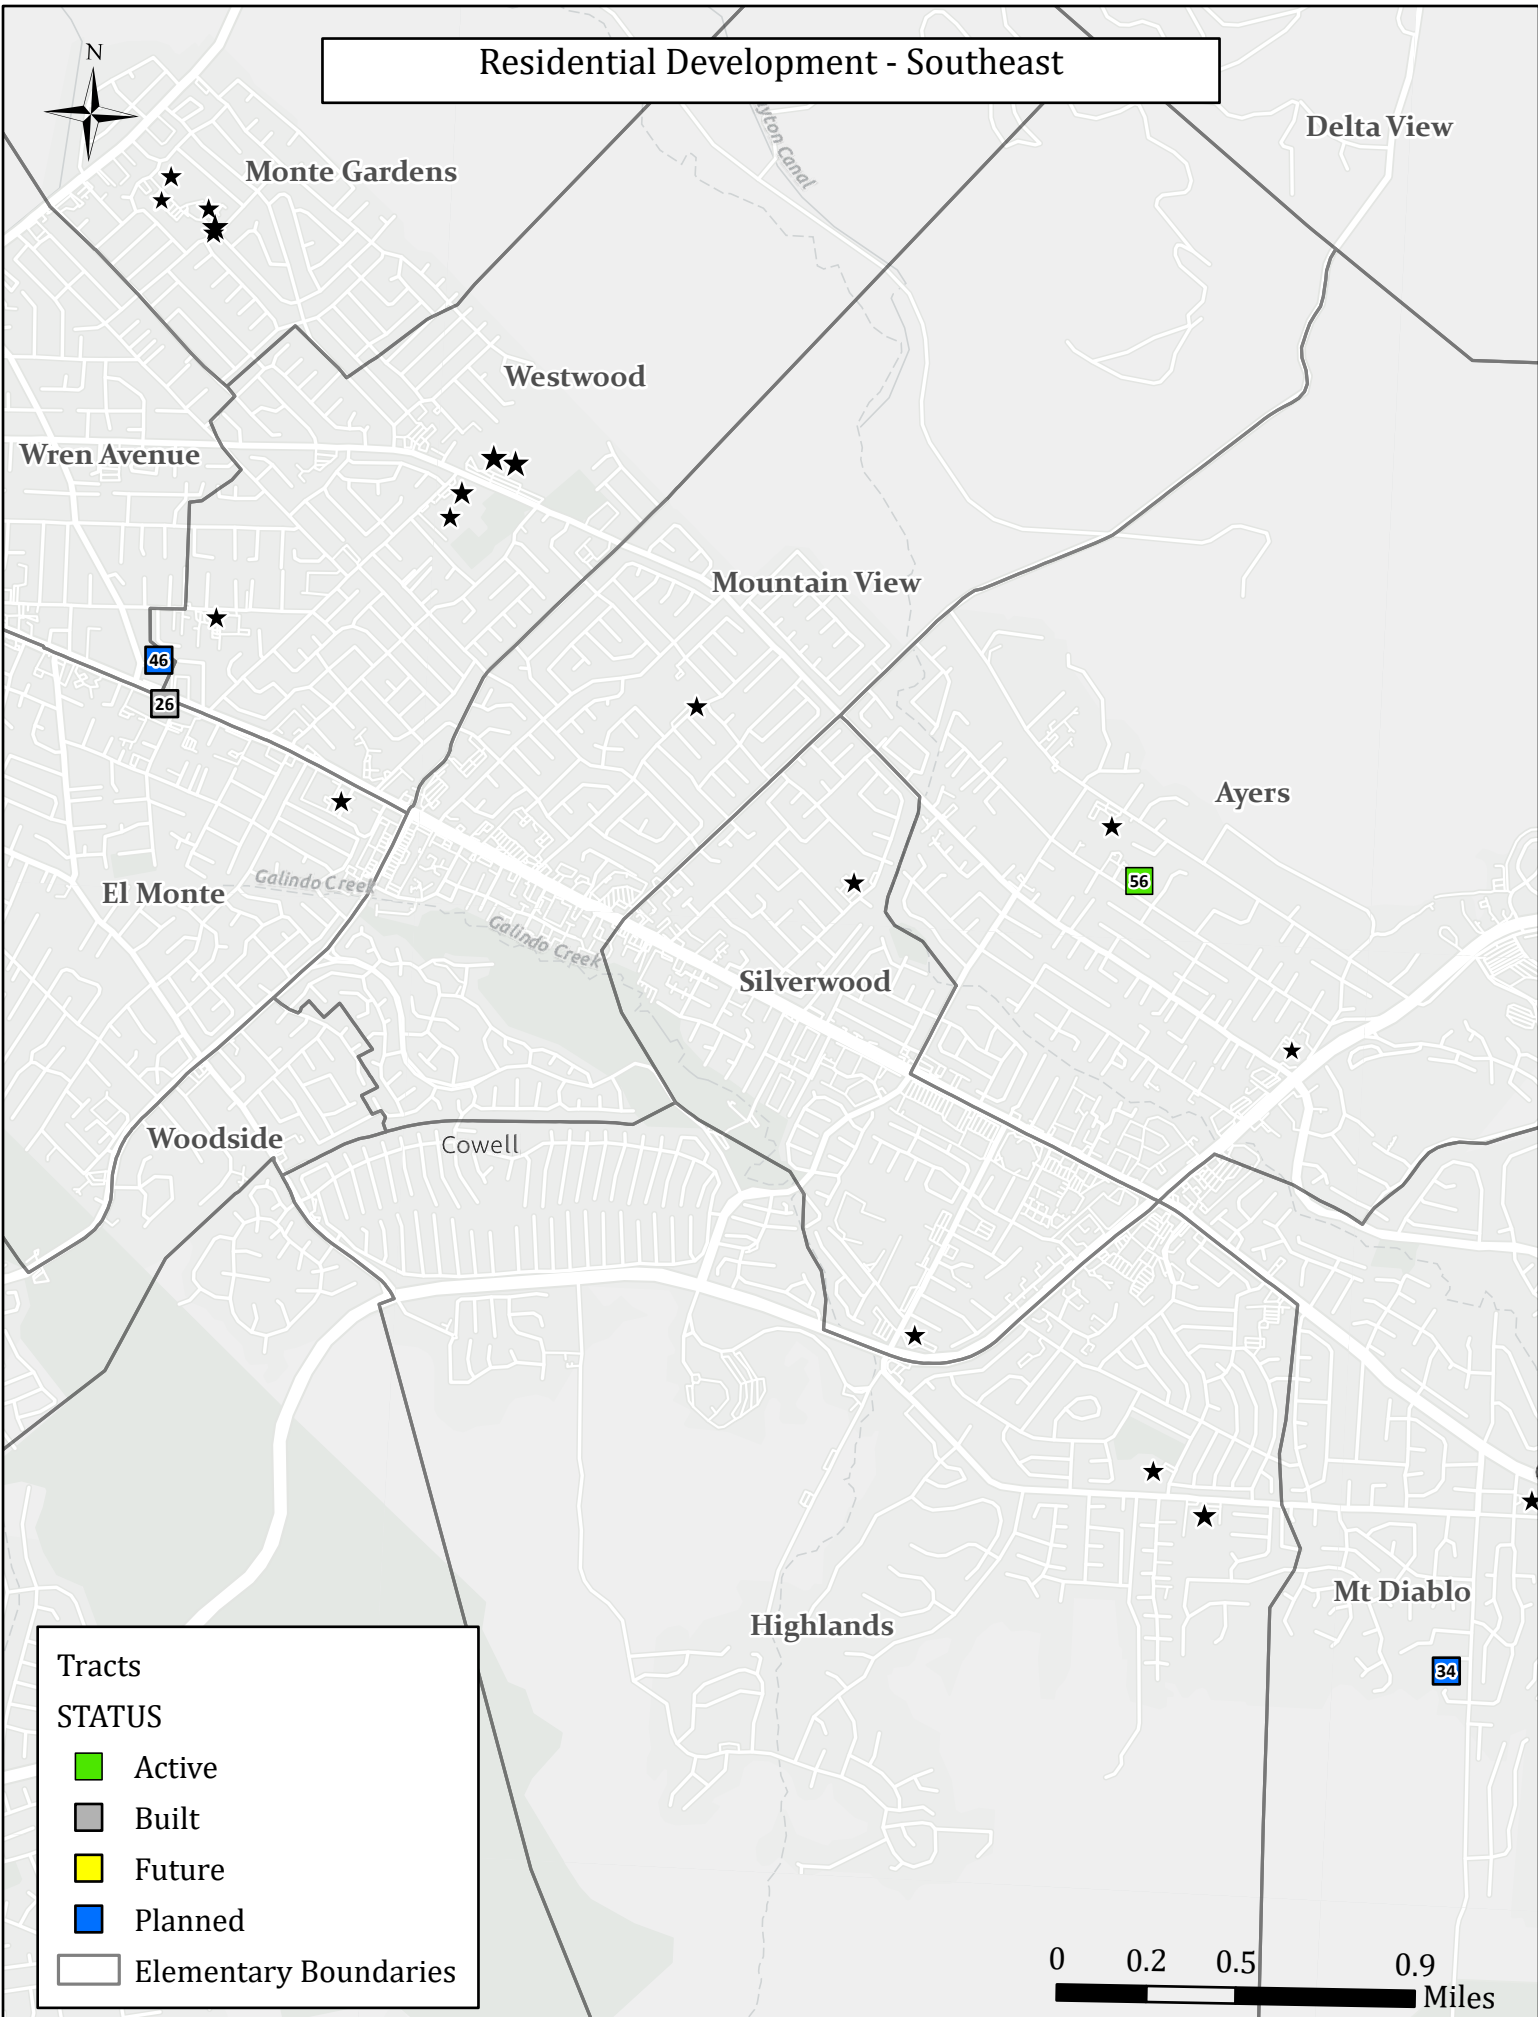 Residential Development - Southeast
N
yton Canal
Delta View
Monte Gardens
Westwood
Wren Avenue
Mountain View
46
26
Ayers
56
El Monte
Galindo Creek
Galindo Creek
Silverwood
Woodside
Cowell
Mt Diablo
Highlands
34
Tracts
STATUS
Active
Built
Future
Planned
Elementary Boundaries
0 0.2 0.5 0.9
Miles